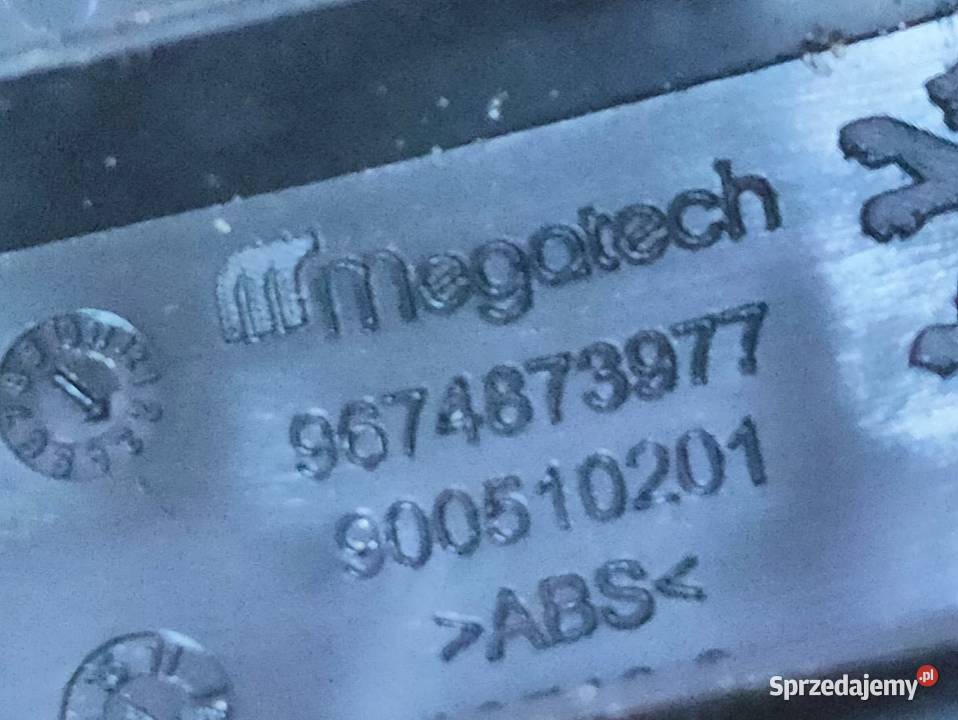 megatech
9674873977
900510201
>ABS<
Sprzedajemy.pl